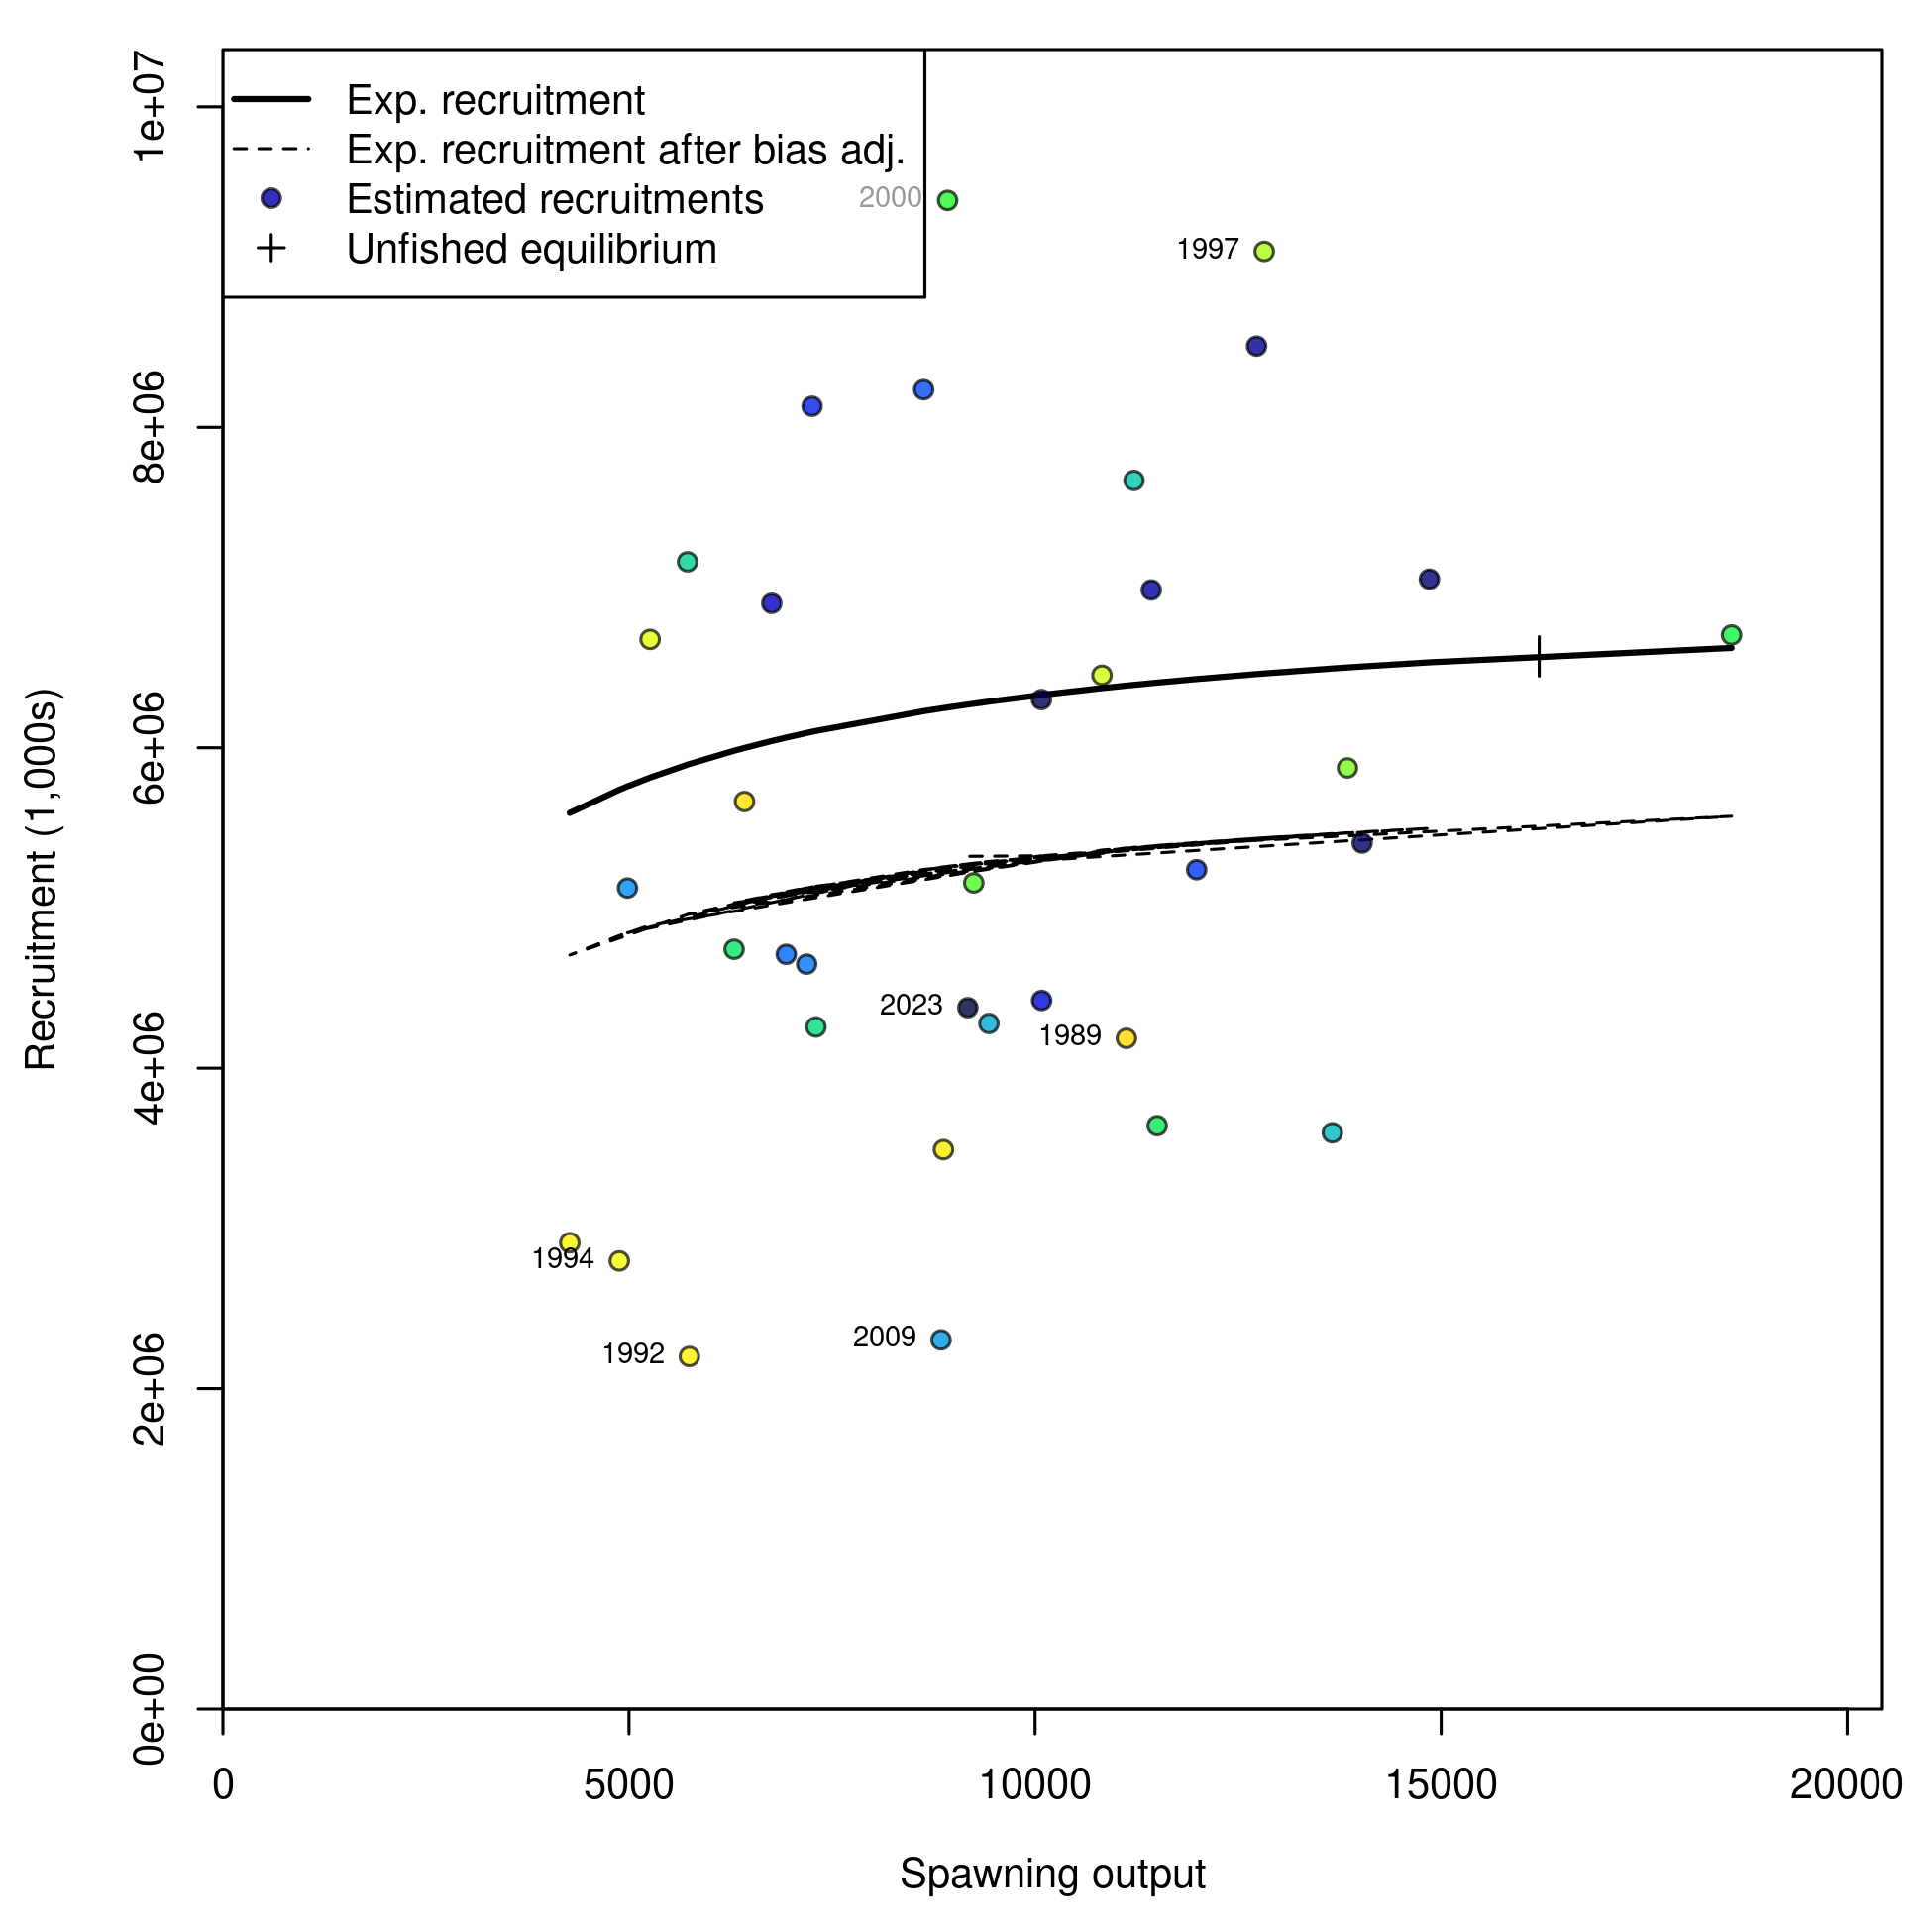 Exp. recruitment
Exp. recruitment after bias adj.
Estimated recruitments
Unfished equilibrium
2000
1997
2023
1989
1994
1992
2009
Recruitment (1,000s)
1e+07
8e+06
6e+06
4e+06
2e+06
0e+00
0 5000 10000 15000 20000
Spawning output